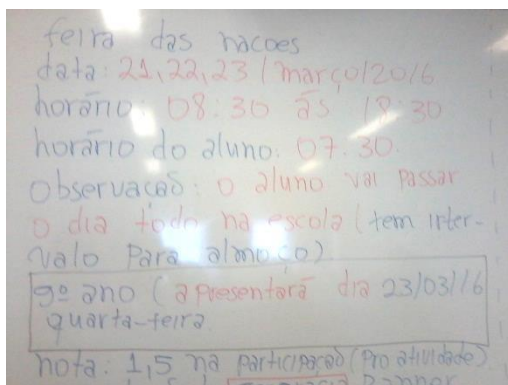 feira das nacoes
data: 21,22,23/março/2016
horário: 08:30 ás 18:30
horário do aluno: 07:30.
Observação: o aluno vai passar
o dia todo na escola (tem inter-
valo para almoço)
9º ano (apresentará dia 23/03/16
quarta-feira
nota: 1,5 na participação (pro atividade)